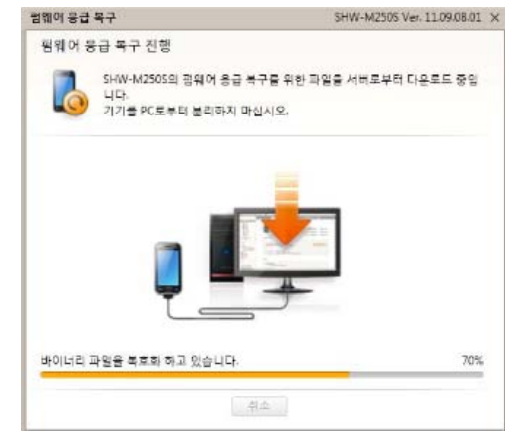 펌웨어 응급 복구 SHW-M250S Ver. 11.09.08.01 ×
펌웨어 응급 복구 진행
SHW-M250S의 펌웨어 응급 복구를 위한 파일을 서버로부터 다운로드 중입
니다.
기기를 PC로부터 분리하지 마십시오.
바이너리 파일을 복호화 하고 있습니다. 70%
취소